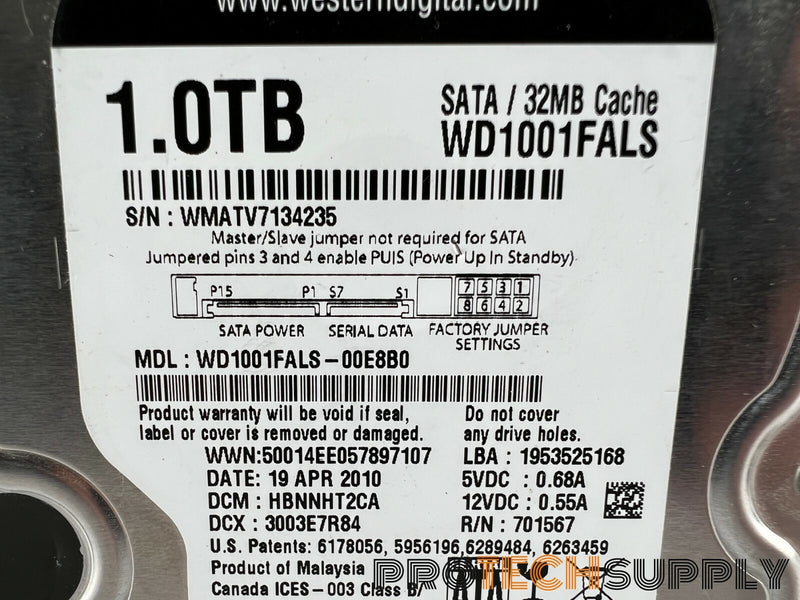 www.westerndigital.com
1.0TB
SATA / 32MB Cache
WD1001FALS
S/N : WMATV7134235
Master/Slave jumper not required for SATA
Jumpered pins 3 and 4 enable PUIS (Power Up In Standby)
P15 P1 S7 S1 7 5 3 1
8 6 4 2
SATA POWER SERIAL DATA FACTORY JUMPER
SETTINGS
MDL : WD1001FALS-00E8B0
Product warranty will be void if seal,
label or cover is removed or damaged.
Do not cover
any drive holes.
WWN:50014EE057897107 LBA : 1953525168
DATE: 19 APR 2010 5VDC : 0.68A
DCM : HBNNHT2CA 12VDC : 0.55A
DCX : 3003E7R84 R/N : 701567
U.S. Patents: 6178056, 5956196,6289484, 6263459
Product of Malaysia
Canada ICES-003 Class B/
PROTECHSUPPLY